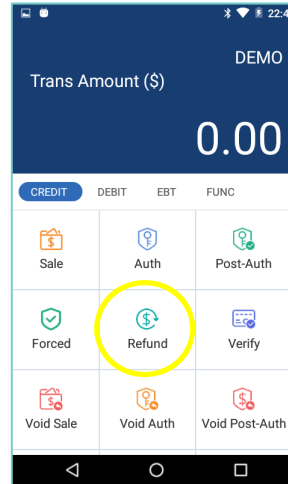 22:4
DEMO
Trans Amount ($)
0.00
CREDIT DEBIT EBT FUNC
Sale Auth Post-Auth
Forced Refund Verify
Void Sale Void Auth Void Post-Auth